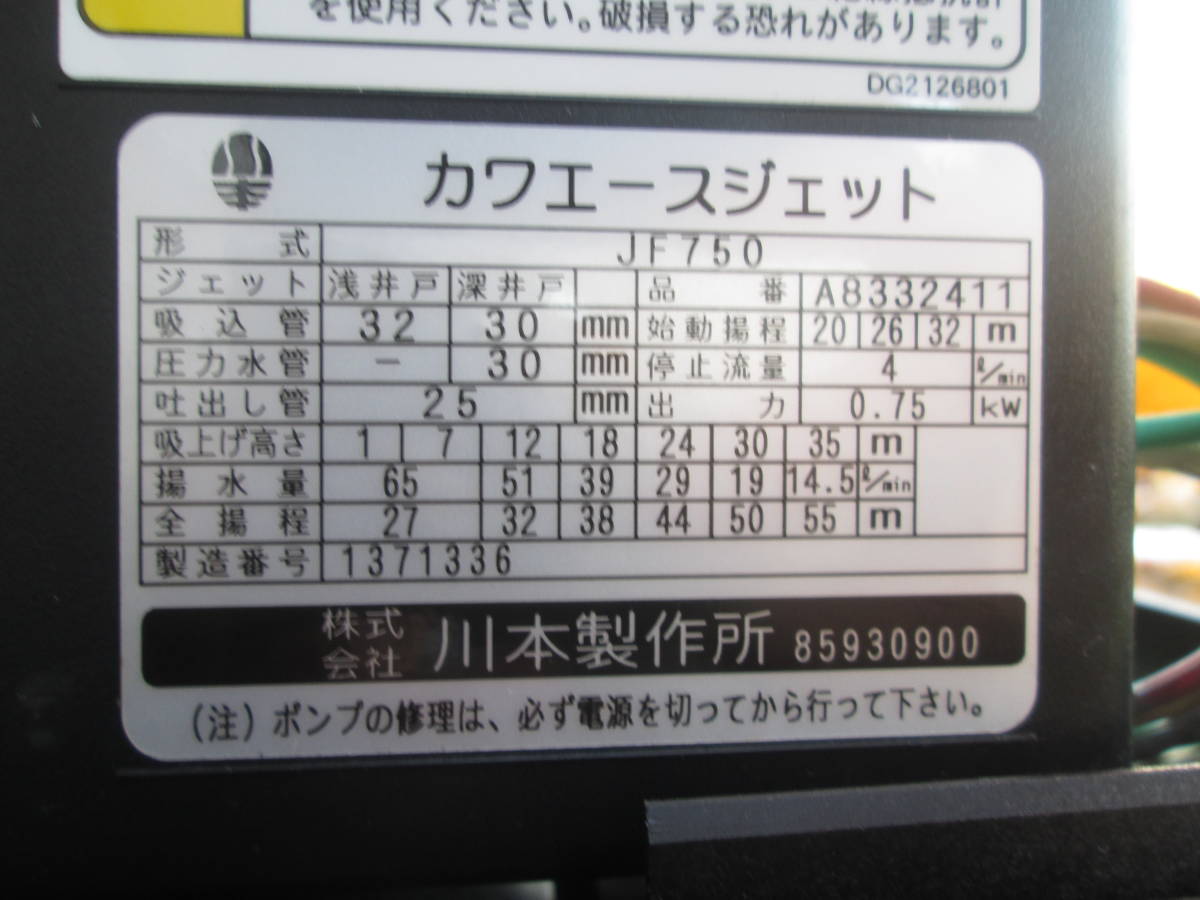 を使用ください。破損する恐れがあります。
DG2126801
カワエースジェット
形式 JF750
ジェット 浅井戸 深井戸 品番 A8332411
吸込管 32 30 mm 始動揚程 20 26 32 m
圧力水管 － 30 mm 停止流量 4 ℓ/min
吐出し管 25 mm 出力 0.75 kW
吸上げ高さ 1 7 12 18 24 30 35 m
揚水量 65 51 39 29 19 14.5 ℓ/min
全揚程 27 32 38 44 50 55 m
製造番号 1371336
株式会社 川本製作所 85930900
（注）ポンプの修理は、必ず電源を切ってから行って下さい。